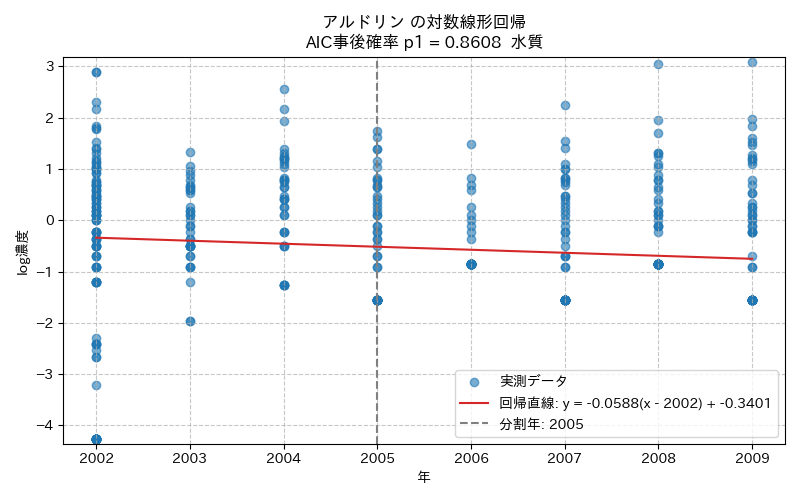 アルドリン の対数線形回帰
AIC事後確率 p1 = 0.8608 水質
log濃度
3
2
1
0
−1
−2
−3
−4
実測データ
回帰直線: y = -0.0588(x - 2002) + -0.3401
分割年: 2005
2002 2003 2004 2005 2006 2007 2008 2009
年